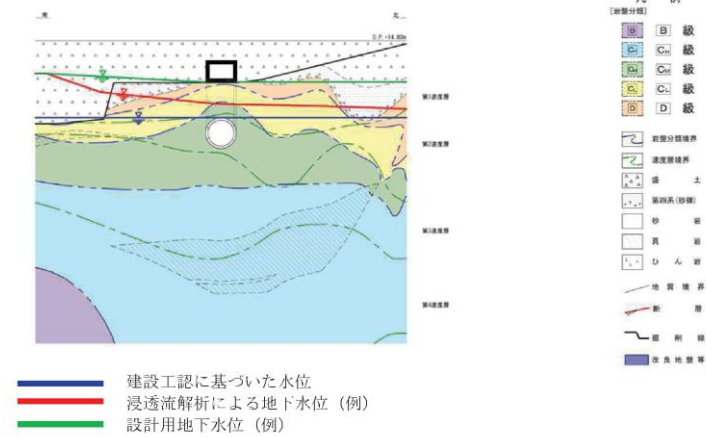 凡 例
[岩盤分類]
東
北
O.P.+14.80m
B B 級
CH CH 級
CM CM 級
CL CL 級
D D 級
第1速度層
第2速度層
第3速度層
第4速度層
岩盤分類境界
速度層境界
盛 土
第四系(砂礫)
砂 岩
頁 岩
ひ ん 岩
地 質 境 界
断 層
掘 削 線
改 良 地 盤 等
建設工認に基づいた水位
浸透流解析による地下水位（例）
設計用地下水位（例）